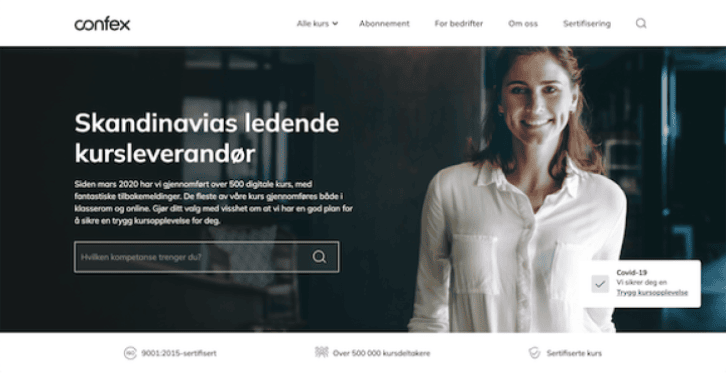 confex
Alle kurs
Abonnement
For bedrifter
Om oss
Sertifisering
Skandinavias ledende
kursleverandør
Siden mars 2020 har vi gjennomført over 500 digitale kurs, med
fantastiske tilbakemeldinger. De fleste av våre kurs gjennomføres både i
klasserom og online. Gjør ditt valg med visshet om at vi har en god plan for
å sikre en trygg kursopplevelse for deg.
Hvilken kompetanse trenger du?
Covid-19
Vi sikrer deg en
Trygg kursopplevelse
ISO
9001:2015-sertifisert
Over 500 000 kursdeltakere
Sertifiserte kurs